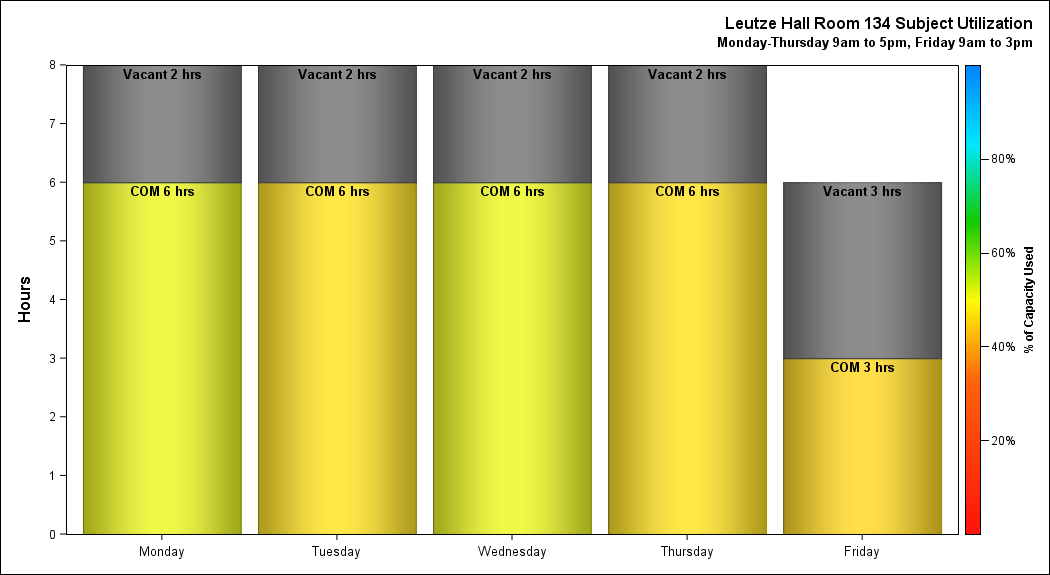 Leutze Hall Room 134 Subject Utilization
Monday-Thursday 9am to 5pm, Friday 9am to 3pm
8
7
6
5
4
3
2
1
0
Hours
Vacant 2 hrs
Vacant 2 hrs
Vacant 2 hrs
Vacant 2 hrs
COM 6 hrs
COM 6 hrs
COM 6 hrs
COM 6 hrs
Vacant 3 hrs
COM 3 hrs
Monday
Tuesday
Wednesday
Thursday
Friday
80%
60%
40%
20%
% of Capacity Used